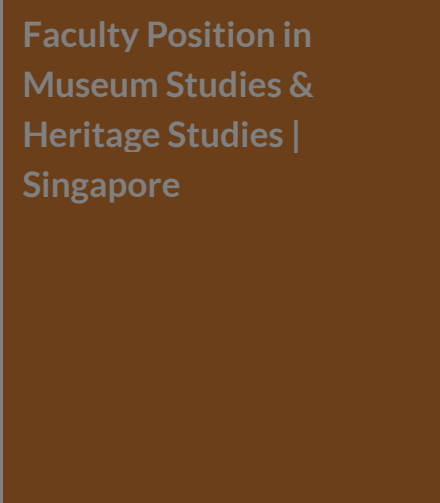 Faculty Position in
Museum Studies &
Heritage Studies |
Singapore